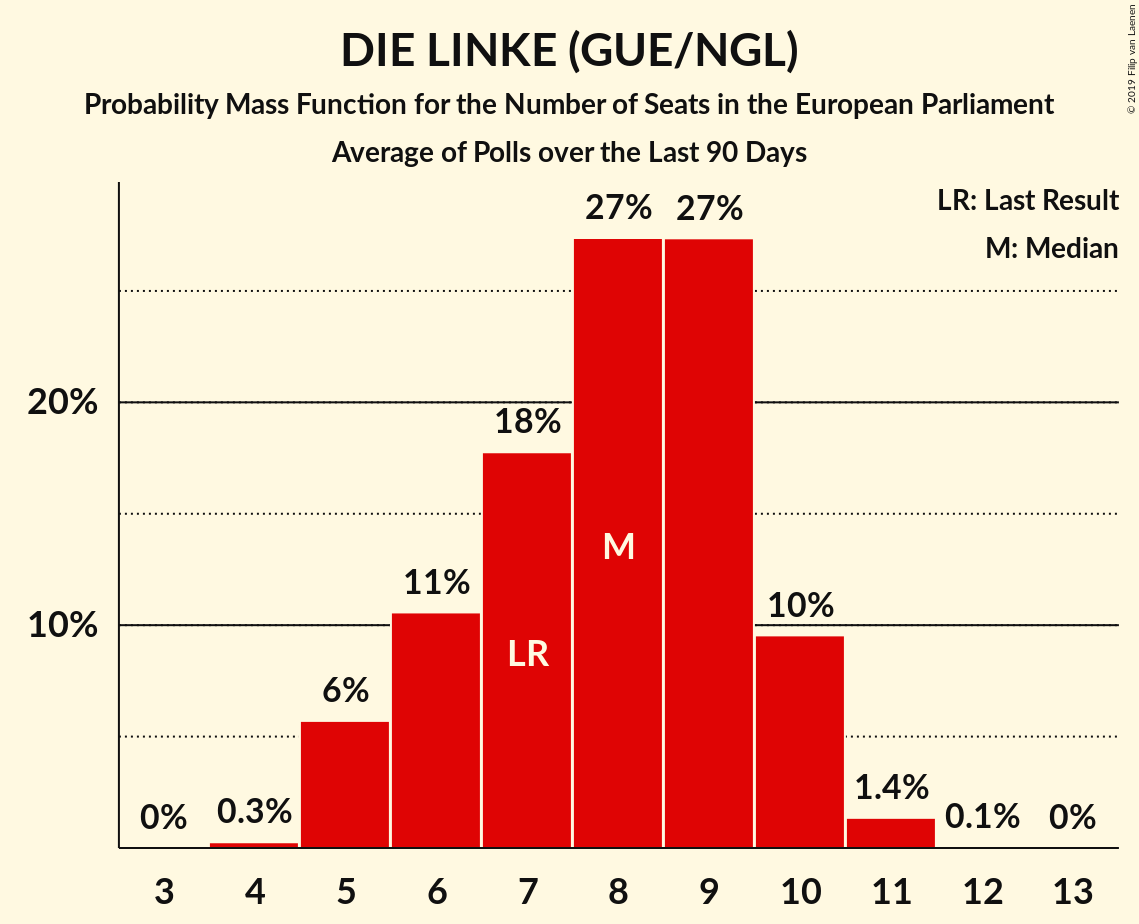 DIE LINKE (GUE/NGL)
Probability Mass Function for the Number of Seats in the European Parliament
Average of Polls over the Last 90 Days
© 2019 Filip van Laenen
LR: Last Result
M: Median
27% 27%
20%
18%
M
11%
10%
10%
LR
6%
1.4%
0% 0.3% 0.1% 0%
3 4 5 6 7 8 9 10 11 12 13